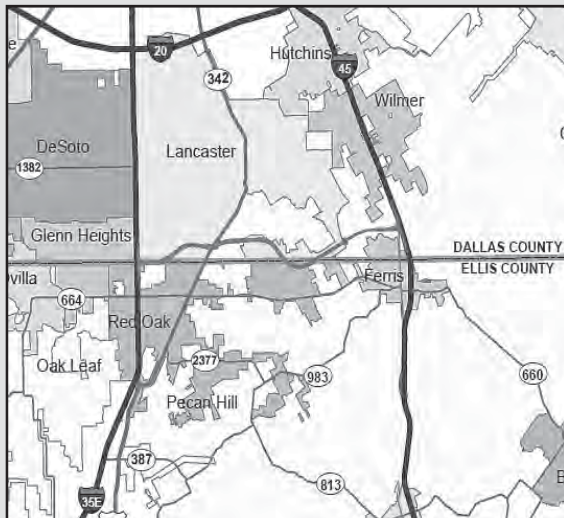 e
20
Hutchins
342
45
Wilmer
DeSoto
Lancaster
1382
Glenn Heights
DALLAS COUNTY
ELLIS COUNTY
Ovilla
Ferris
664
Red Oak
Oak Leaf
2377
983
660
Pecan Hill
387
813
B
35E